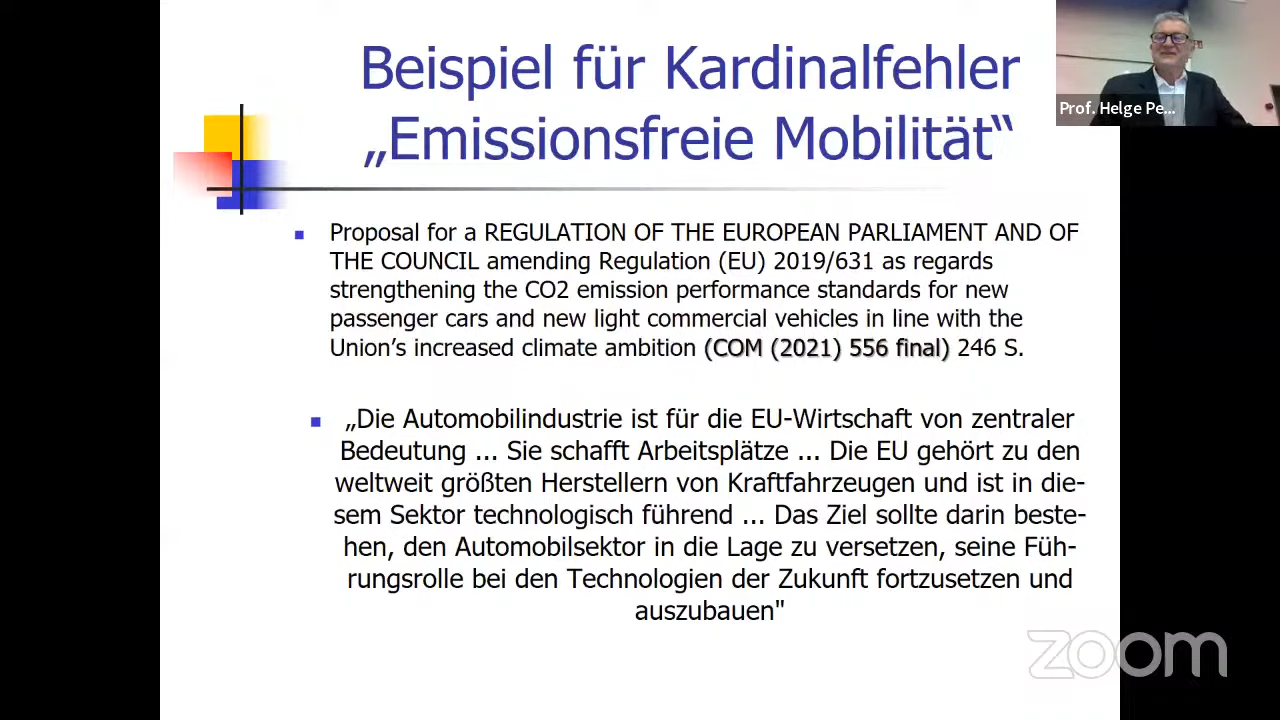 Beispiel für Kardinalfehler
„Emissionsfreie Mobilität“
Prof. Helge Pe...
Proposal for a REGULATION OF THE EUROPEAN PARLIAMENT AND OF
THE COUNCIL amending Regulation (EU) 2019/631 as regards
strengthening the CO2 emission performance standards for new
passenger cars and new light commercial vehicles in line with the
Union’s increased climate ambition (COM (2021) 556 final) 246 S.
„Die Automobilindustrie ist für die EU-Wirtschaft von zentraler
Bedeutung ... Sie schafft Arbeitsplätze ... Die EU gehört zu den
weltweit größten Herstellern von Kraftfahrzeugen und ist in die-
sem Sektor technologisch führend ... Das Ziel sollte darin beste-
hen, den Automobilsektor in die Lage zu versetzen, seine Füh-
rungsrolle bei den Technologien der Zukunft fortzusetzen und
auszubauen"
zoom